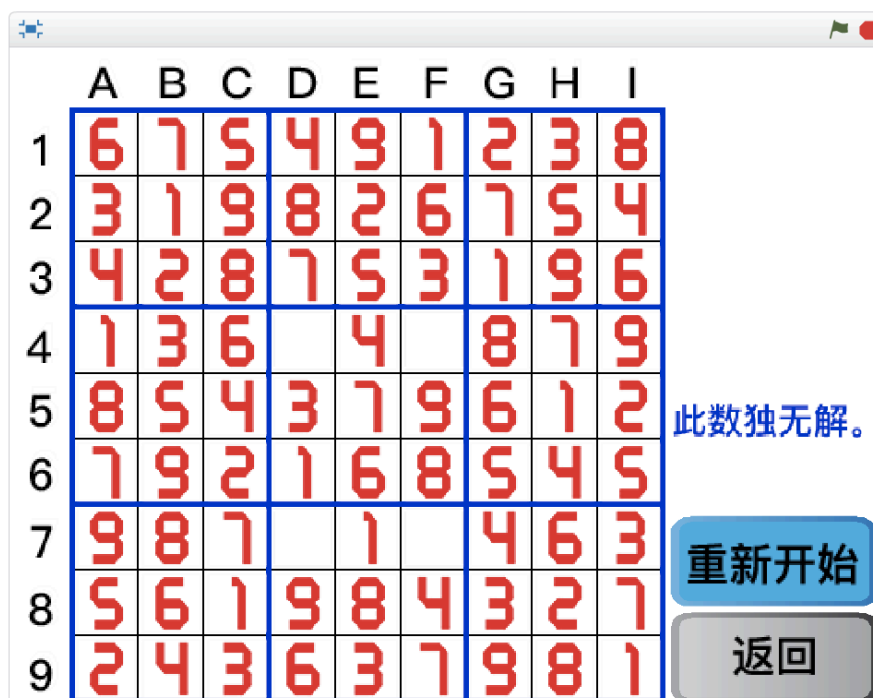 A B C D E F G H I
1 6 7 5 4 9 1 2 3 8
2 3 1 9 8 2 6 7 5 4
3 4 2 8 7 5 3 1 9 6
4 1 3 6 4 8 7 9
5 8 5 4 3 7 9 6 1 2
此数独无解。
6 7 9 2 1 6 8 5 4 5
7 9 8 7 1 4 6 3
重新开始
8 5 6 1 9 8 4 3 2 7
9 2 4 3 6 3 7 9 8 1
返回